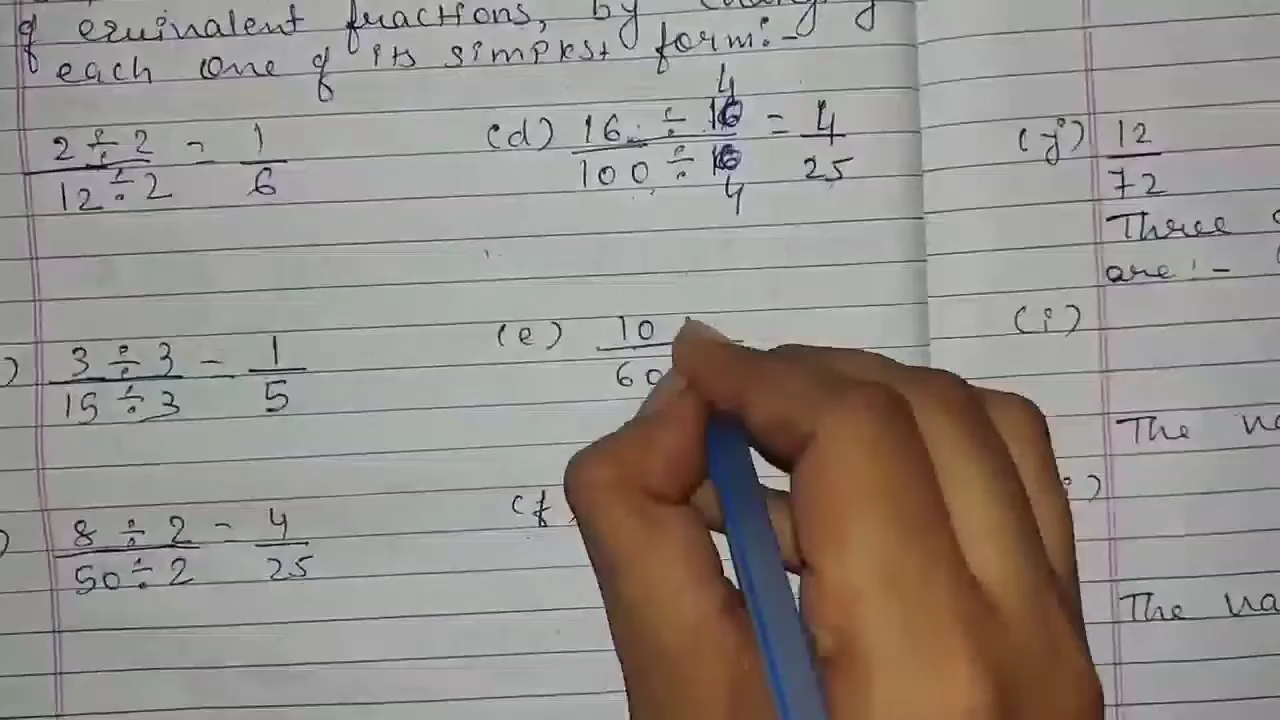 of equivalent fractions, by
each one of its simplest form:-
2 ÷ 2 = 1
12 ÷ 2 6
(d) 16 ÷ 4 = 4
100 ÷ 4 25
) 3 ÷ 3 = 1
15 ÷ 3 5
(e) 10
60
) 8 ÷ 2 = 4
50 ÷ 2 25
(f
(j) 12
72
Three
are:-
(i)
The
)
The